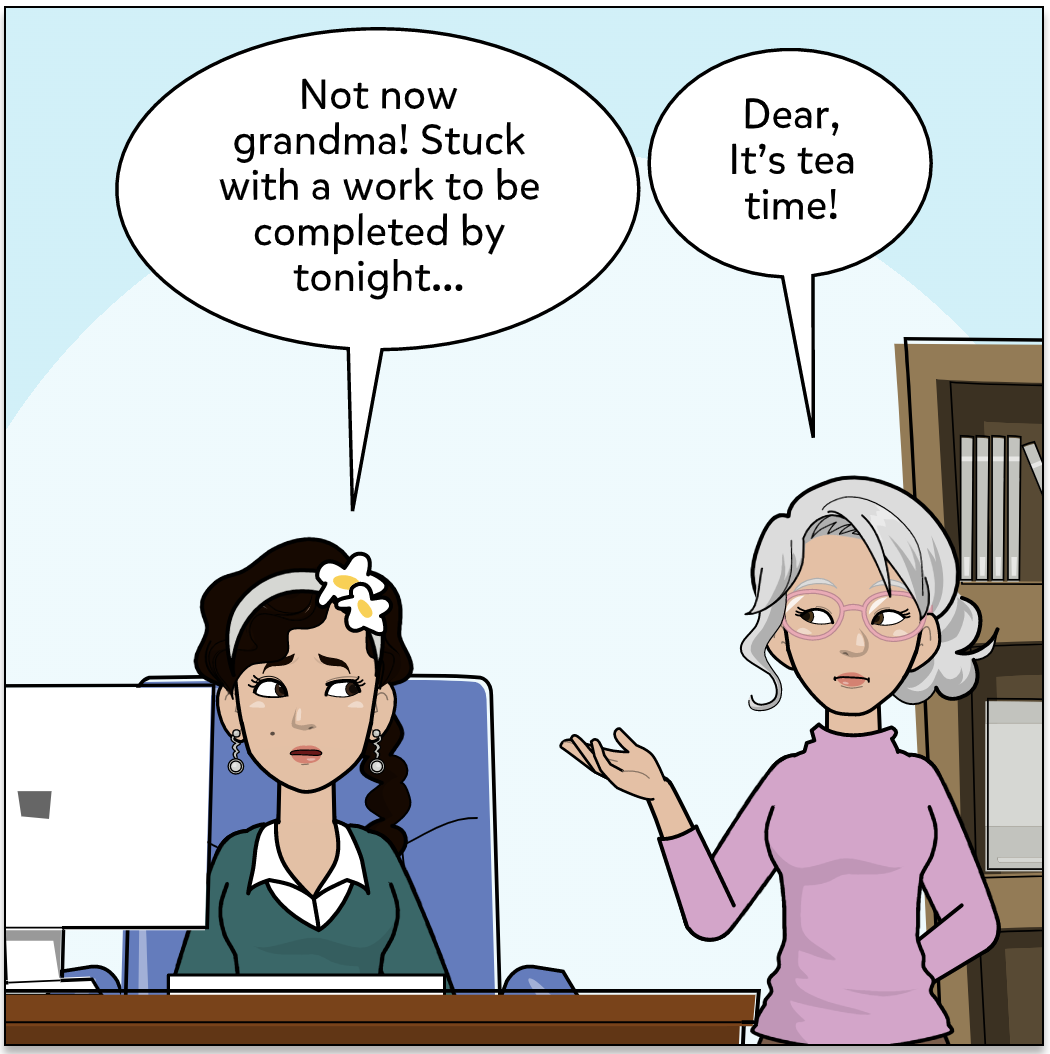 Not now
grandma! Stuck
with a work to be
completed by
tonight...
Dear,
It’s tea
time!